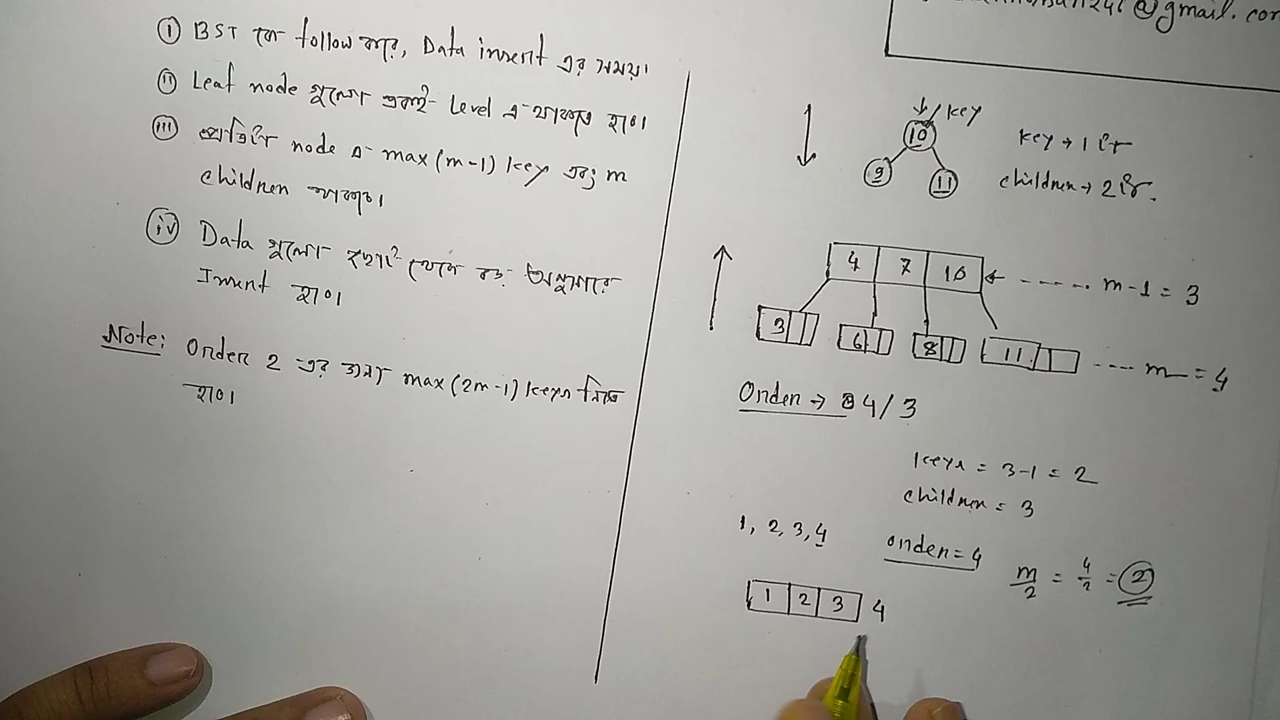 @gmail.com
i) BST কে follow করে, Data insert এর সময়।
ii) Leaf node গুলো একই Level এ থাকতে হবে।
iii) প্রতিটি node এ max (m-1) key এবং m
children থাকবে।
iv) Data গুলো ছোট থেকে বড় অনুসারে
Insert হবে।
Note: Order 2 এর জন্য max (2m-1) keys নিতে
হবে।
key
10
9 11
key → 1 টি
children → 2 টি.
4 7 10 ← ----- m-1 = 3
3 6 8 11 ---- m = 4
Order → 4/3
keys = 3-1 = 2
children = 3
1, 2, 3, 4
order = 4
m/2 = 4/2 = 2
1 2 3 4